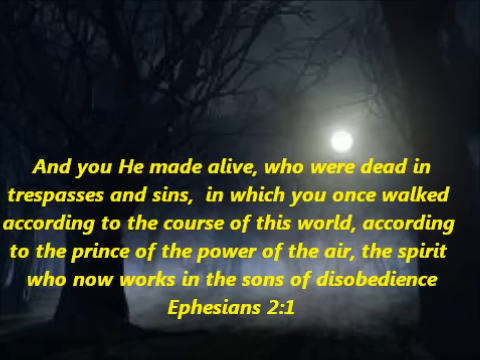 And you He made alive, who were dead in
trespasses and sins,  in which you once walked
according to the course of this world, according
to the prince of the power of the air, the spirit
who now works in the sons of disobedience
Ephesians 2:1